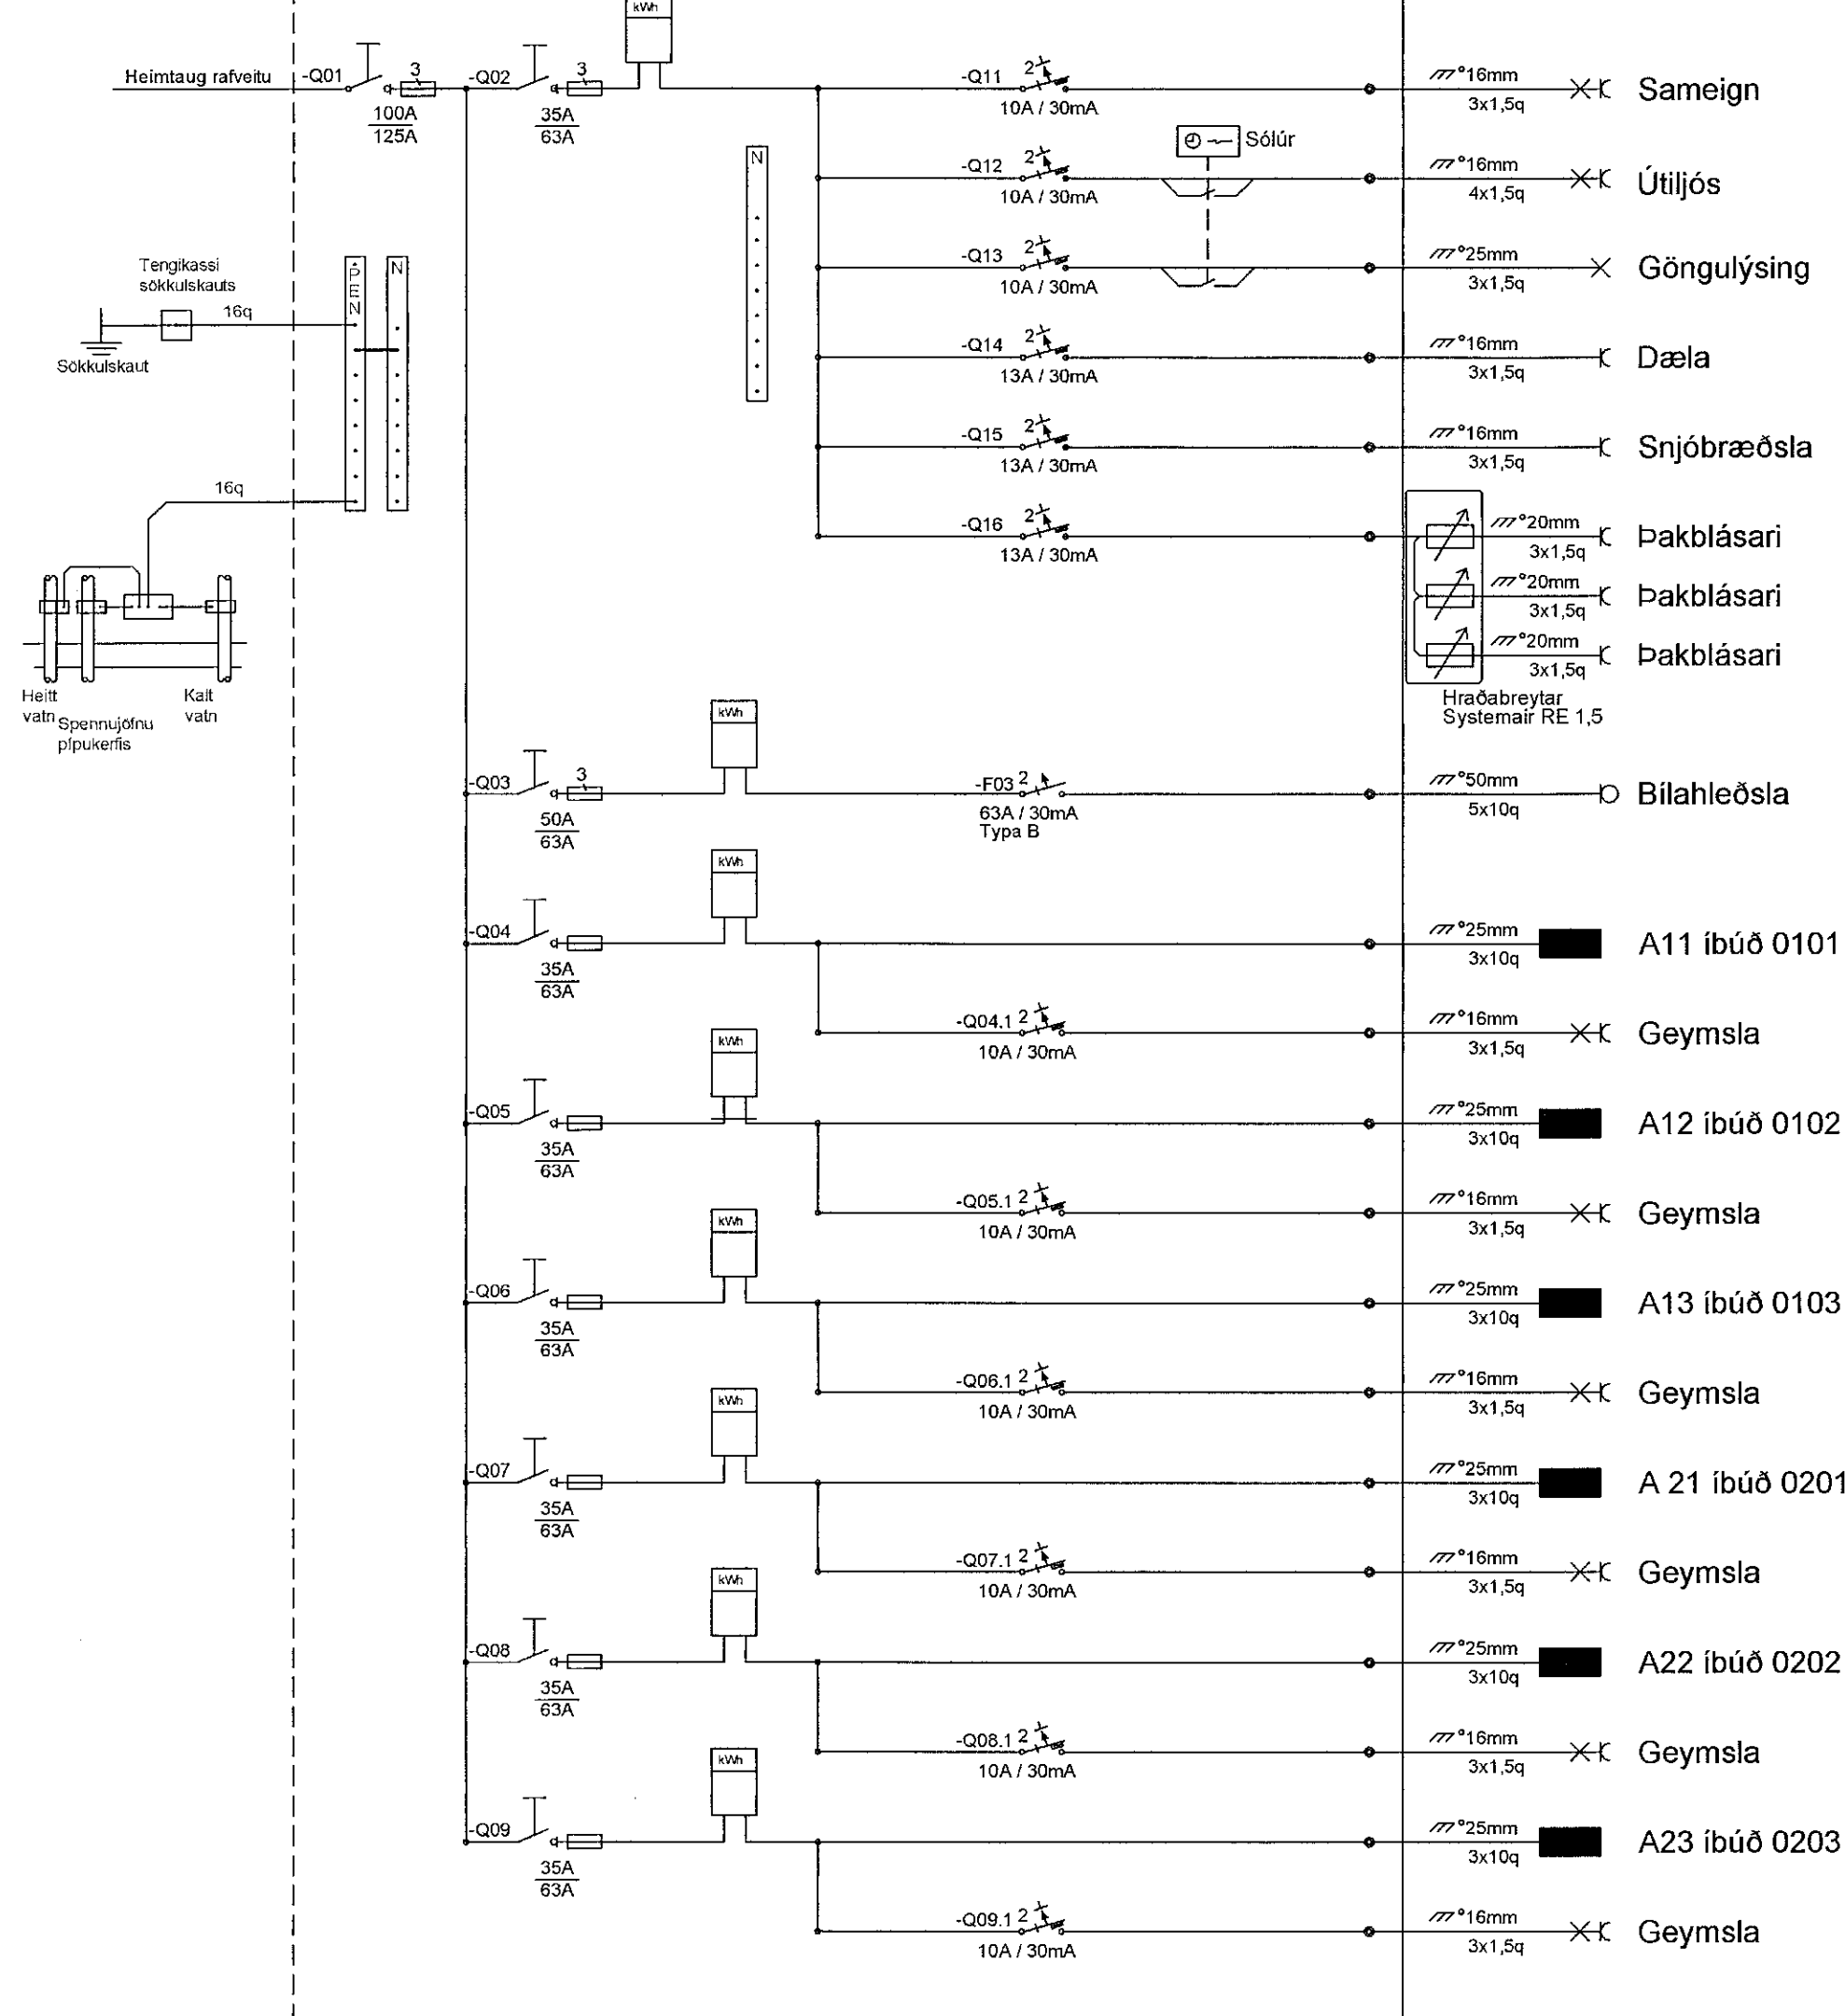 kWh
Heimtaug rafveitu
-Q01
3
100A
125A
-Q02
3
35A
63A
-Q11
2
10A / 30mA
16mm
3x1,5q
Sameign
N
Sólúr
-Q12
2
10A / 30mA
16mm
4x1,5q
Útiljós
Tengikassi
sökkulskauts
16q
Sökkulskaut
PEN
N
-Q13
2
10A / 30mA
25mm
3x1,5q
Göngulýsing
-Q14
2
13A / 30mA
16mm
3x1,5q
Dæla
-Q15
2
13A / 30mA
16mm
3x1,5q
Snjóbræðsla
16q
-Q16
2
13A / 30mA
20mm
3x1,5q
Þakblásari
20mm
3x1,5q
Þakblásari
20mm
3x1,5q
Þakblásari
Hraðabreytar
Systemair RE 1,5
Heitt
vatn
Spennujöfnu
pípukerfis
Kalt
vatn
kWh
-Q03
3
50A
63A
-F03
2
63A / 30mA
Typa B
50mm
5x10q
Bílahleðsla
kWh
-Q04
35A
63A
25mm
3x10q
A11 íbúð 0101
-Q04.1
2
10A / 30mA
16mm
3x1,5q
Geymsla
kWh
-Q05
35A
63A
25mm
3x10q
A12 íbúð 0102
-Q05.1
2
10A / 30mA
16mm
3x1,5q
Geymsla
kWh
-Q06
35A
63A
25mm
3x10q
A13 íbúð 0103
-Q06.1
2
10A / 30mA
16mm
3x1,5q
Geymsla
kWh
-Q07
35A
63A
25mm
3x10q
A 21 íbúð 0201
-Q07.1
2
10A / 30mA
16mm
3x1,5q
Geymsla
kWh
-Q08
35A
63A
25mm
3x10q
A22 íbúð 0202
-Q08.1
2
10A / 30mA
16mm
3x1,5q
Geymsla
kWh
-Q09
35A
63A
25mm
3x10q
A23 íbúð 0203
-Q09.1
2
10A / 30mA
16mm
3x1,5q
Geymsla